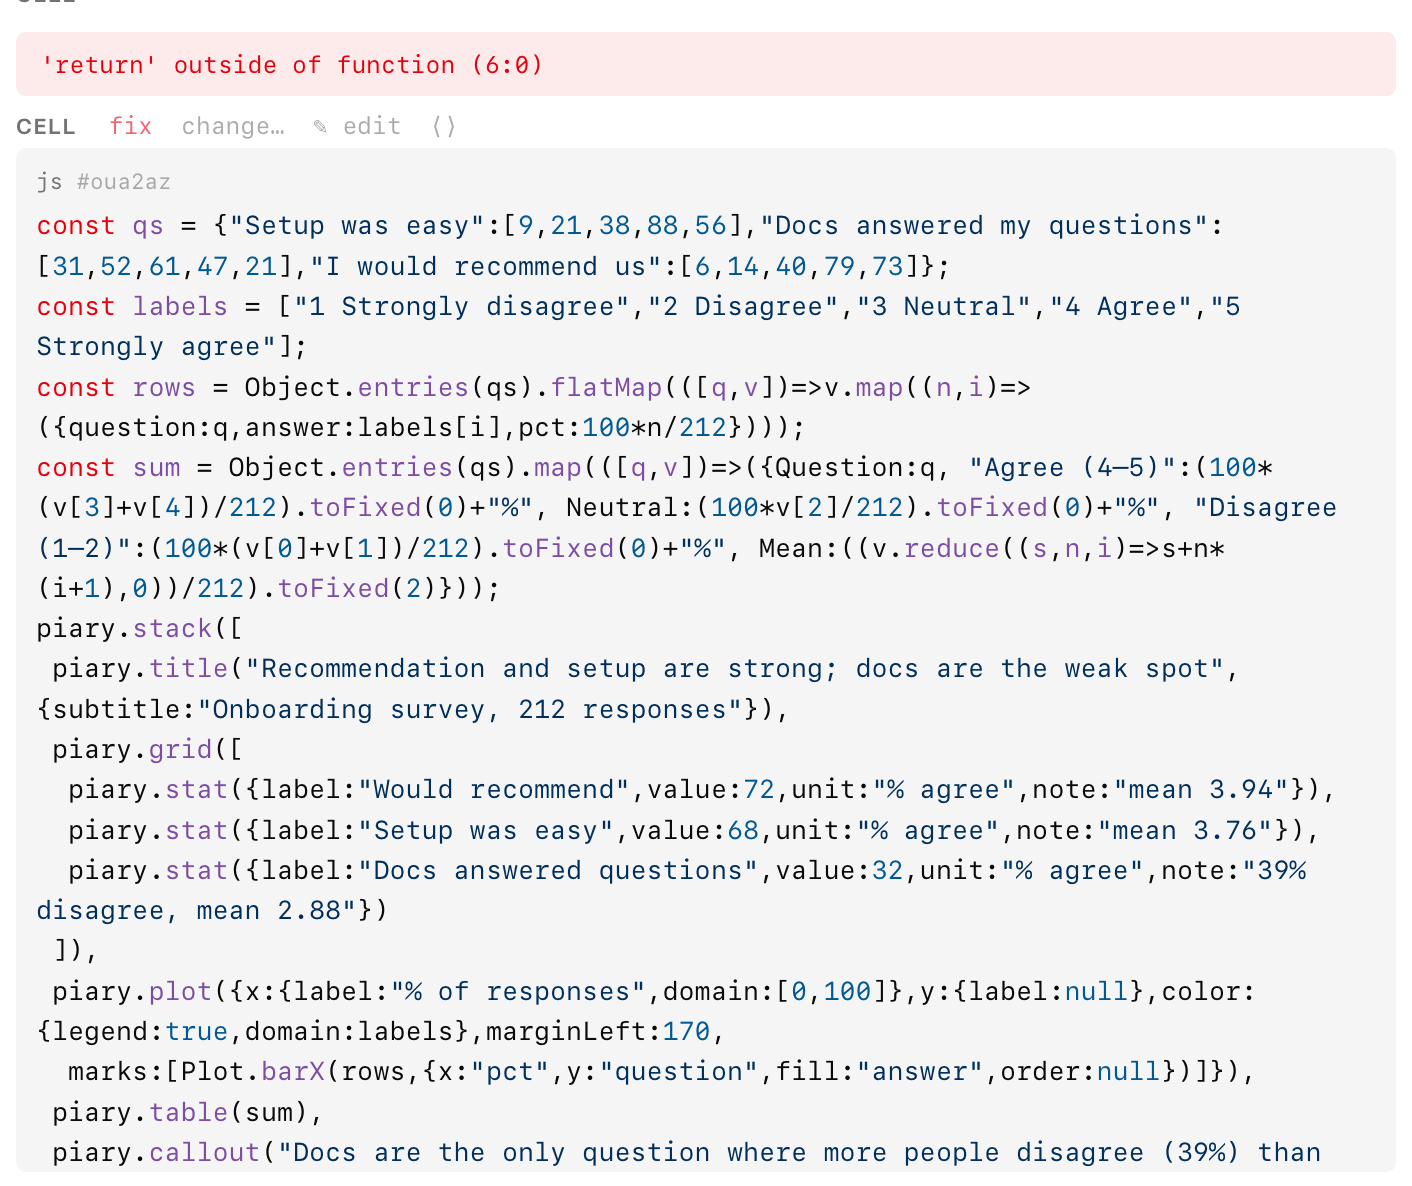 CELL
'return' outside of function (6:0)
CELL fix change… ✎ edit ⟨⟩
js #oua2az
const qs = {"Setup was easy":[9,21,38,88,56],"Docs answered my questions":
[31,52,61,47,21],"I would recommend us":[6,14,40,79,73]};
const labels = ["1 Strongly disagree","2 Disagree","3 Neutral","4 Agree","5
Strongly agree"];
const rows = Object.entries(qs).flatMap(([q,v])=>v.map((n,i)=>
({question:q,answer:labels[i],pct:100*n/212})));
const sum = Object.entries(qs).map(([q,v])=>({Question:q, "Agree (4–5)":(100*
(v[3]+v[4])/212).toFixed(0)+"%", Neutral:(100*v[2]/212).toFixed(0)+"%", "Disagree
(1–2)":(100*(v[0]+v[1])/212).toFixed(0)+"%", Mean:((v.reduce((s,n,i)=>s+n*
(i+1),0))/212).toFixed(2)}));
piary.stack([
 piary.title("Recommendation and setup are strong; docs are the weak spot",
{subtitle:"Onboarding survey, 212 responses"}),
 piary.grid([
  piary.stat({label:"Would recommend",value:72,unit:"% agree",note:"mean 3.94"}),
  piary.stat({label:"Setup was easy",value:68,unit:"% agree",note:"mean 3.76"}),
  piary.stat({label:"Docs answered questions",value:32,unit:"% agree",note:"39%
disagree, mean 2.88"})
 ]),
 piary.plot({x:{label:"% of responses",domain:[0,100]},y:{label:null},color:
{legend:true,domain:labels},marginLeft:170,
  marks:[Plot.barX(rows,{x:"pct",y:"question",fill:"answer",order:null})]}),
 piary.table(sum),
 piary.callout("Docs are the only question where more people disagree (39%) than